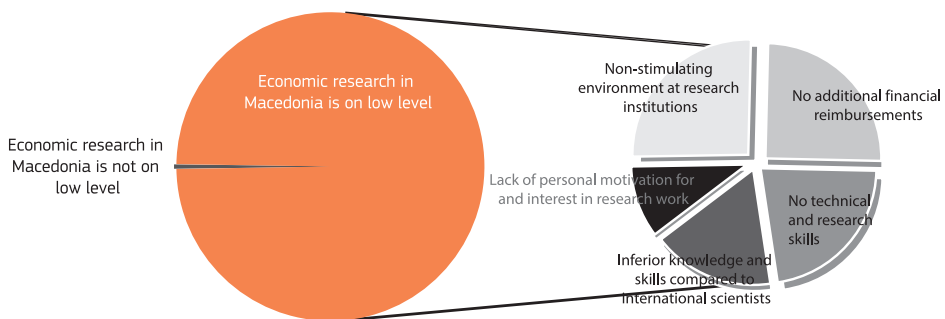 Economic research in
Macedonia is on low level
Economic research in
Macedonia is not on
low level
Non-stimulating
environment at research
institutions
No additional financial
reimbursements
Lack of personal motivation for
and interest in research work
No technical
and research
skills
Inferior knowledge and
skills compared to
international scientists